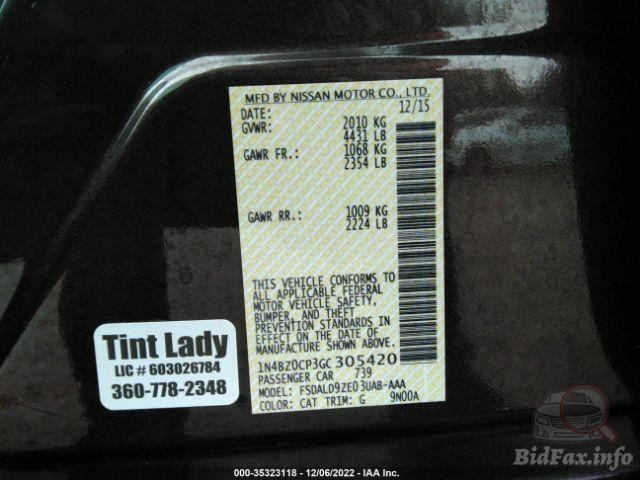 MFD BY NISSAN MOTOR CO., LTD.
DATE: 12/15
GVWR: 2010 KG
4431 LB
GAWR FR.: 1068 KG
2354 LB
GAWR RR.: 1009 KG
2224 LB
THIS VEHICLE CONFORMS TO
ALL APPLICABLE FEDERAL
MOTOR VEHICLE SAFETY,
BUMPER, AND THEFT
PREVENTION STANDARDS IN
EFFECT ON THE DATE OF
MANUFACTURE SHOWN ABOVE.
1N4BZ0CP3GC305420
PASSENGER CAR 739
MODEL: FSDALD9ZE03UAB-AAA
COLOR: CAT TRIM: G 9N00A
Tint Lady
LIC # 603026784
360-778-2348
000-35323118 - 12/06/2022 - IAA Inc.
BidFax.info